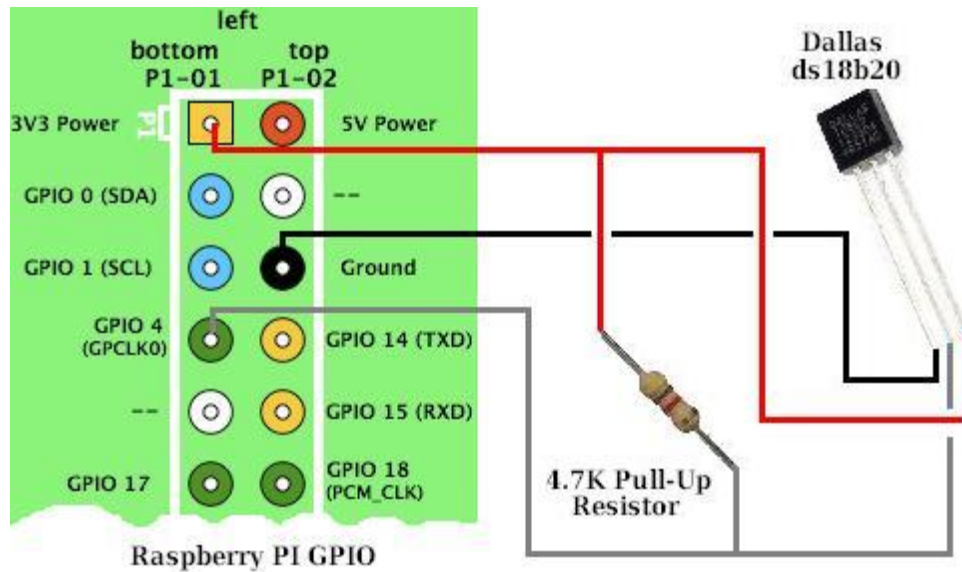 left
bottom top
P1-01 P1-02
P1
3V3 Power
5V Power
GPIO 0 (SDA)
--
GPIO 1 (SCL)
Ground
GPIO 4
(GPCLK0)
GPIO 14 (TXD)
--
GPIO 15 (RXD)
GPIO 17
GPIO 18
(PCM_CLK)
Raspberry PI GPIO
Dallas
ds18b20
4.7K Pull-Up
Resistor